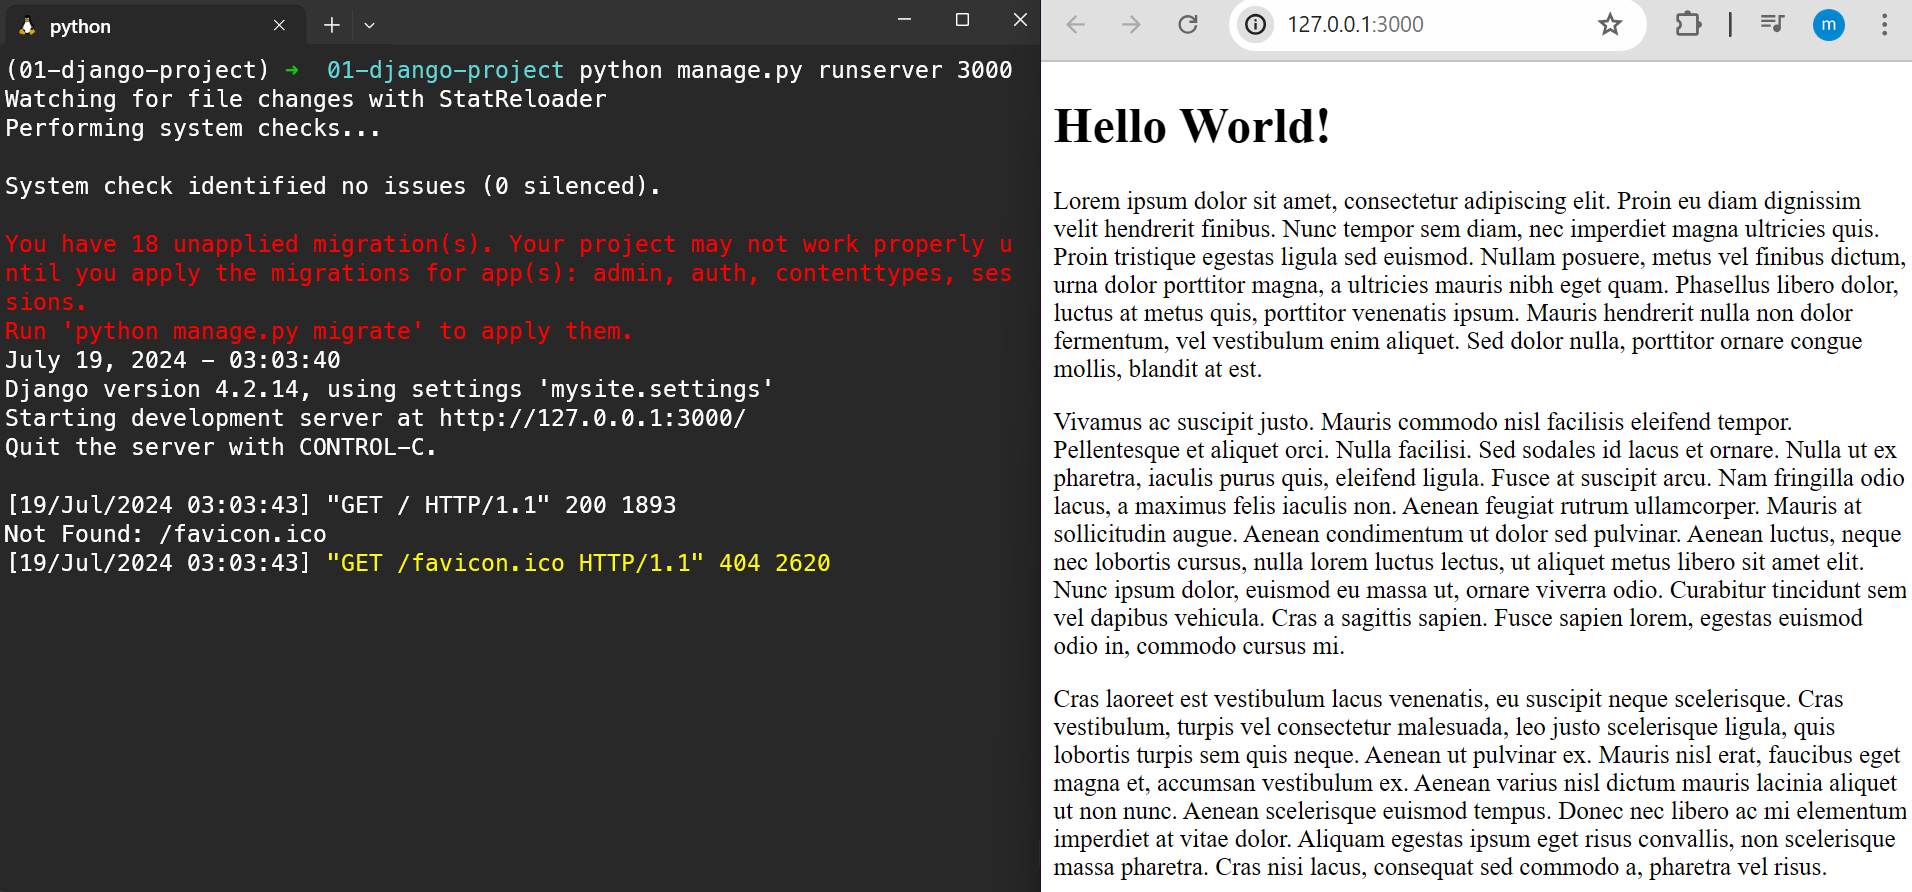 python
(01-django-project) ➜  01-django-project python manage.py runserver 3000
Watching for file changes with StatReloader
Performing system checks...
System check identified no issues (0 silenced).
You have 18 unapplied migration(s). Your project may not work properly u
ntil you apply the migrations for app(s): admin, auth, contenttypes, ses
sions.
Run 'python manage.py migrate' to apply them.
July 19, 2024 - 03:03:40
Django version 4.2.14, using settings 'mysite.settings'
Starting development server at http://127.0.0.1:3000/
Quit the server with CONTROL-C.
[19/Jul/2024 03:03:43] "GET / HTTP/1.1" 200 1893
Not Found: /favicon.ico
[19/Jul/2024 03:03:43] "GET /favicon.ico HTTP/1.1" 404 2620
127.0.0.1:3000
m
Hello World!
Lorem ipsum dolor sit amet, consectetur adipiscing elit. Proin eu diam dignissim
velit hendrerit finibus. Nunc tempor sem diam, nec imperdiet magna ultricies quis.
Proin tristique egestas ligula sed euismod. Nullam posuere, metus vel finibus dictum,
urna dolor porttitor magna, a ultricies mauris nibh eget quam. Phasellus libero dolor,
luctus at metus quis, porttitor venenatis ipsum. Mauris hendrerit nulla non dolor
fermentum, vel vestibulum enim aliquet. Sed dolor nulla, porttitor ornare congue
mollis, blandit at est.
Vivamus ac suscipit justo. Mauris commodo nisl facilisis eleifend tempor.
Pellentesque et aliquet orci. Nulla facilisi. Sed sodales id lacus et ornare. Nulla ut ex
pharetra, iaculis purus quis, eleifend ligula. Fusce at suscipit arcu. Nam fringilla odio
lacus, a maximus felis iaculis non. Aenean feugiat rutrum ullamcorper. Mauris at
sollicitudin augue. Aenean condimentum ut dolor sed pulvinar. Aenean luctus, neque
nec lobortis cursus, nulla lorem luctus lectus, ut aliquet metus libero sit amet elit.
Nunc ipsum dolor, euismod eu massa ut, ornare viverra odio. Curabitur tincidunt sem
vel dapibus vehicula. Cras a sagittis sapien. Fusce sapien lorem, egestas euismod
odio in, commodo cursus mi.
Cras laoreet est vestibulum lacus venenatis, eu suscipit neque scelerisque. Cras
vestibulum, turpis vel consectetur malesuada, leo justo scelerisque ligula, quis
lobortis turpis sem quis neque. Aenean ut pulvinar ex. Mauris nisl erat, faucibus eget
magna et, accumsan vestibulum ex. Aenean varius nisl dictum mauris lacinia aliquet
ut non nunc. Aenean scelerisque euismod tempus. Donec nec libero ac mi elementum
imperdiet at vitae dolor. Aliquam egestas ipsum eget risus convallis, non scelerisque
massa pharetra. Cras nisi lacus, consequat sed commodo a, pharetra vel risus.